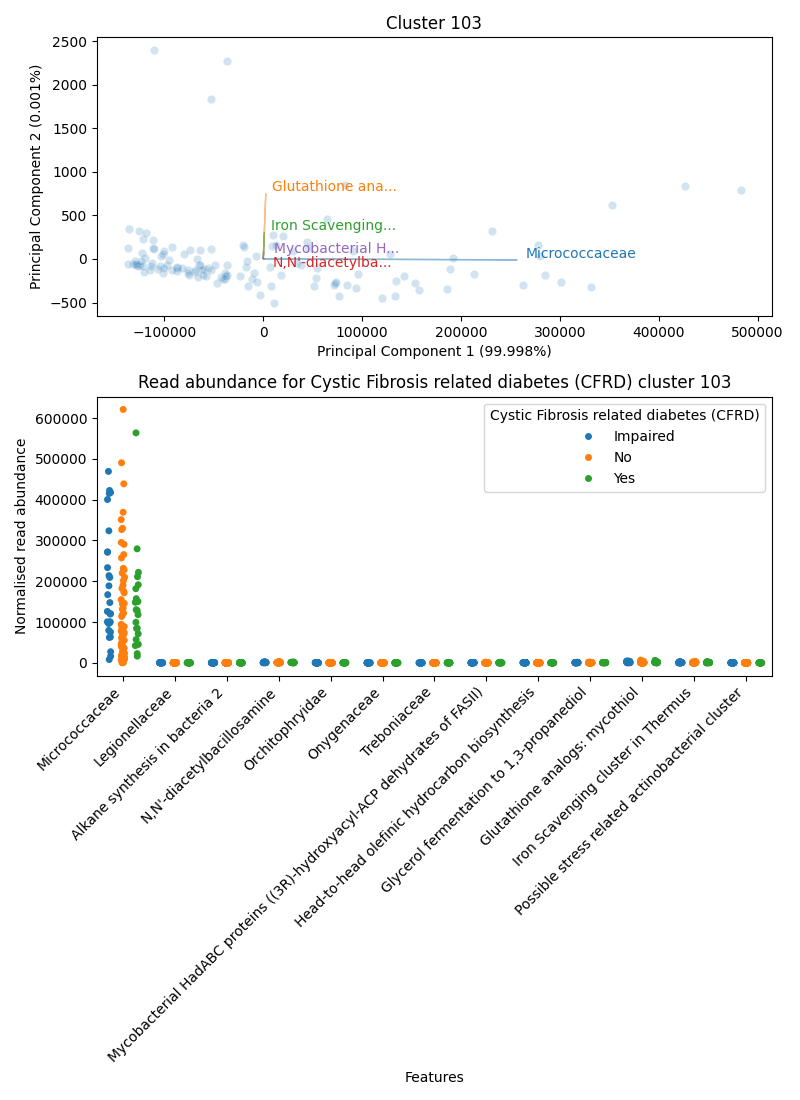 Cluster 103
2500
2000
1500
1000
500
0
−500
Principal Component 2 (0.001%)
Glutathione ana...
Iron Scavenging...
Mycobacterial H...
N,N'-diacetylba...
Micrococcaceae
−100000
0
100000
200000
300000
400000
500000
Principal Component 1 (99.998%)
Read abundance for Cystic Fibrosis related diabetes (CFRD) cluster 103
600000
500000
400000
300000
200000
100000
0
Normalised read abundance
Cystic Fibrosis related diabetes (CFRD)
Impaired
No
Yes
Micrococcaceae
Legionellaceae
Alkane synthesis in bacteria 2
N,N'-diacetylbacillosamine
Orchitophryidae
Onygenaceae
Treboniaceae
Mycobacterial HadABC proteins ((3R)-hydroxyacyl-ACP dehydrates of FASII)
Head-to-head olefinic hydrocarbon biosynthesis
Glycerol fermentation to 1,3-propanediol
Glutathione analogs: mycothiol
Iron Scavenging cluster in Thermus
Possible stress related actinobacterial cluster
Features